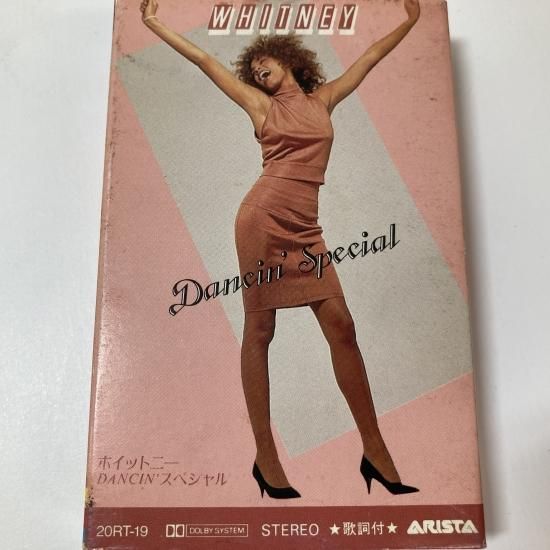 WHITNEY
Dancin' Special
ホイットニー
DANCIN'スペシャル
20RT-19 DOLBY SYSTEM STEREO ★歌詞付★ ARISTA